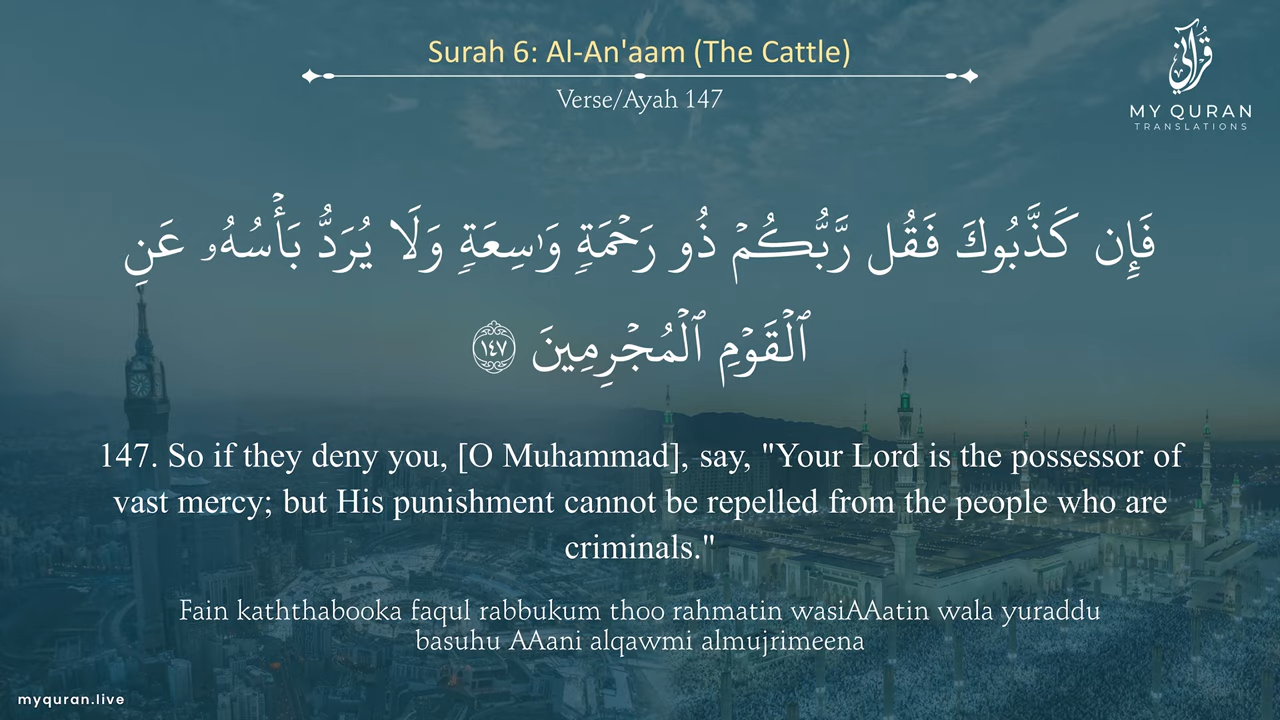 Surah 6: Al-An'aam (The Cattle)
Verse/Ayah 147
قرآني
MY QURAN
TRANSLATIONS
فَإِن كَذَّبُوكَ فَقُل رَّبُّكُمْ ذُو رَحْمَةٍ وَٰسِعَةٍ وَلَا يُرَدُّ بَأْسُهُۥ عَنِ
ٱلْقَوْمِ ٱلْمُجْرِمِينَ ١٤٧
147. So if they deny you, [O Muhammad], say, "Your Lord is the possessor of
vast mercy; but His punishment cannot be repelled from the people who are
criminals."
Fain kaththabooka faqul rabbukum thoo rahmatin wasiAAatin wala yuraddu
basuhu AAani alqawmi almujrimeena
myquran.live